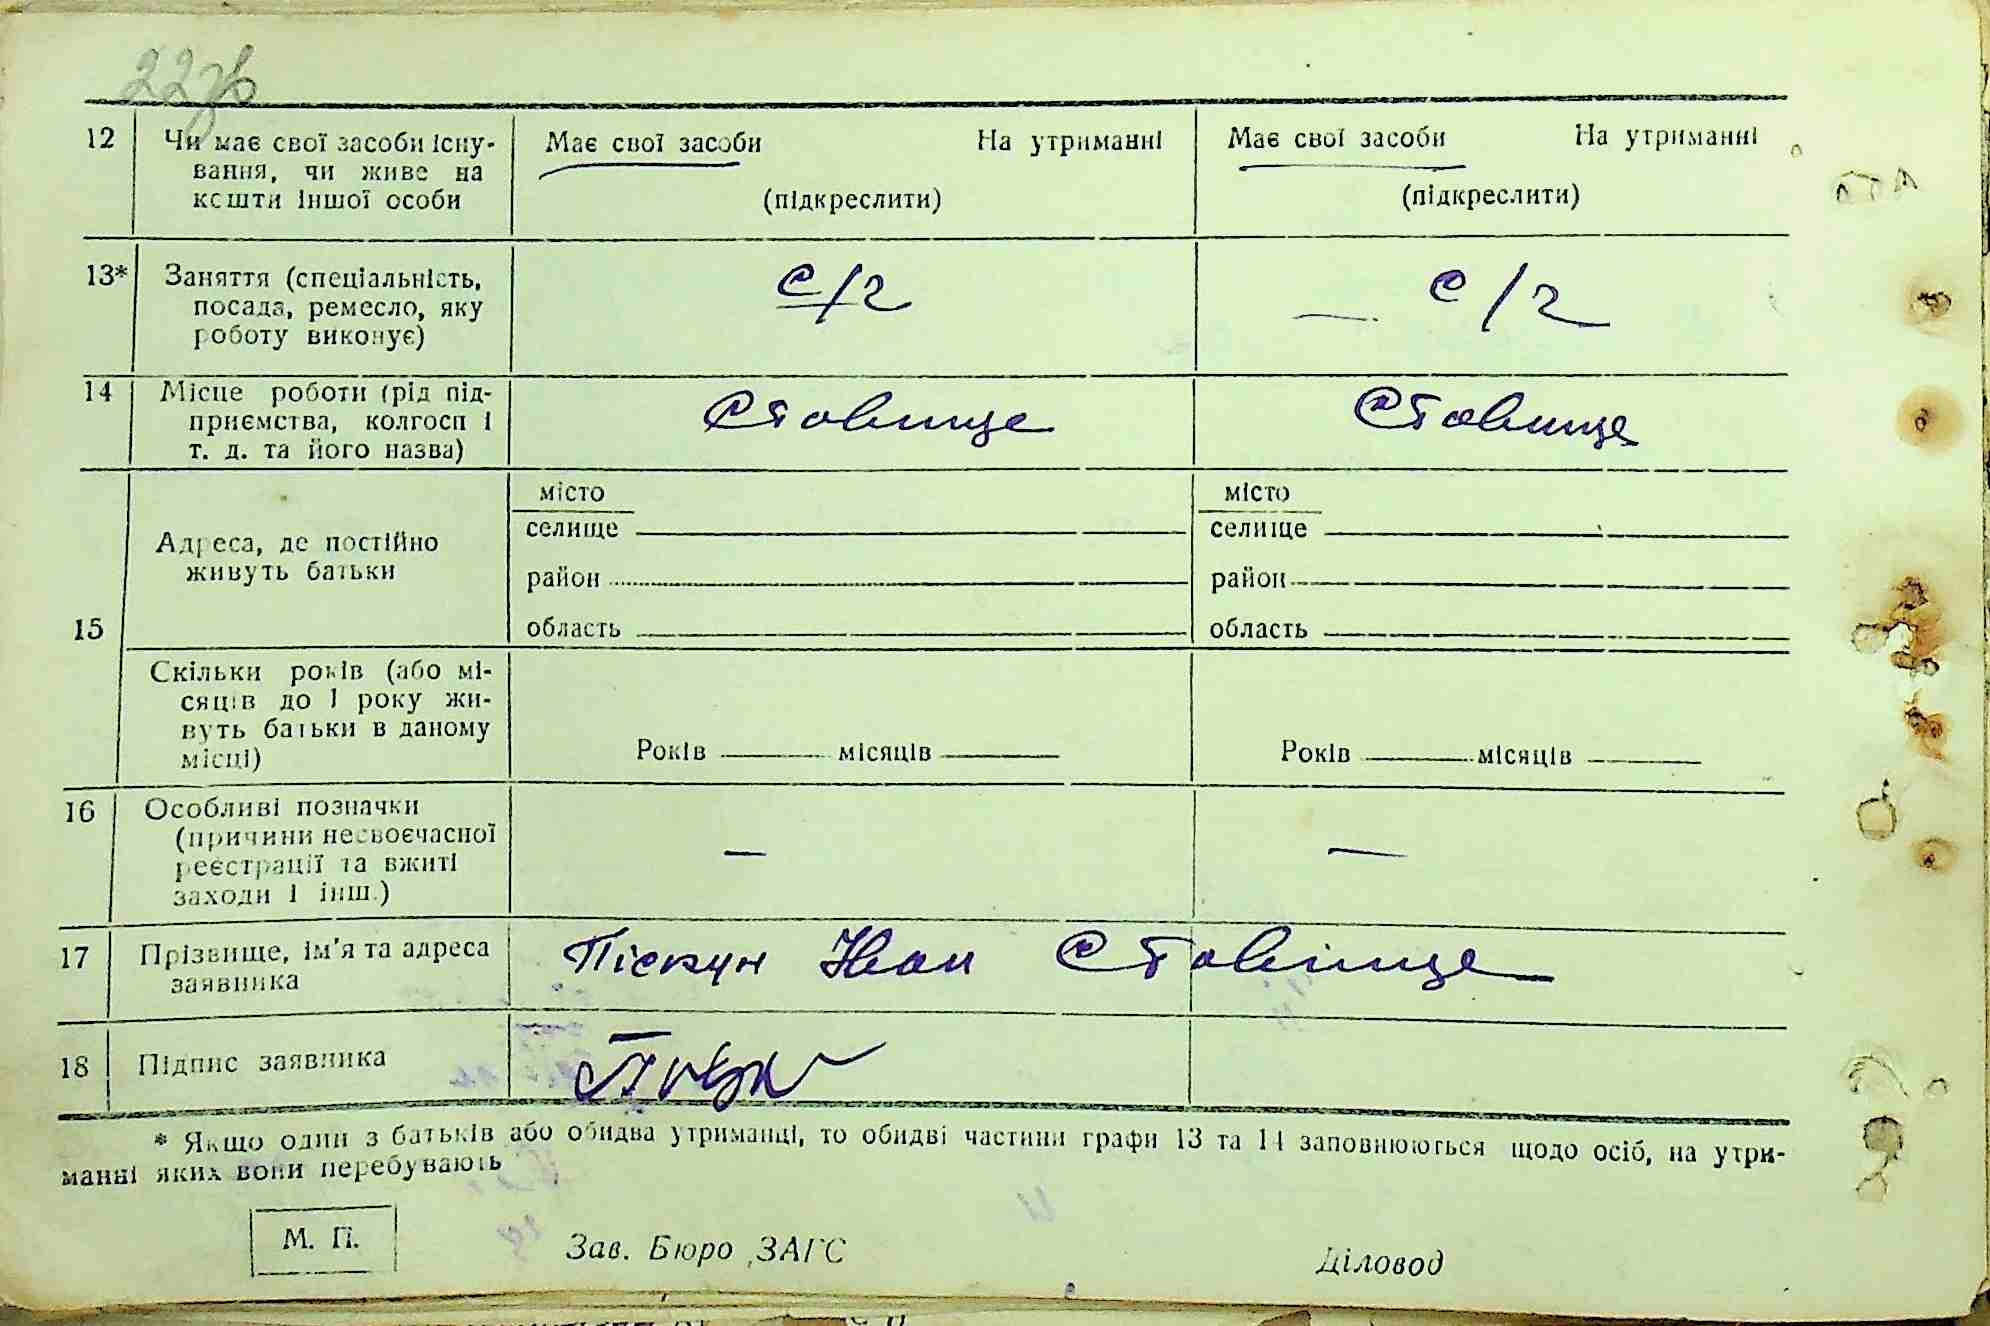 22зв
12 Чи має свої засоби існу- Має свої засоби На утриманні Має свої засоби На утриманні
вання, чи живе на
кошти іншої особи (підкреслити) (підкреслити)
13* Заняття (спеціальність, с/г с/г
посада, ремесло, яку
роботу виконує)
14 Місце роботи (рід під- Ставище Ставище
приємства, колгосп і
т. д. та його назва)
15 Адреса, де постійно
живуть батьки
місто місто
селище селище
район район
область область
Скільки років (або мі-
сяців до 1 року жи-
вуть батьки в даному
місці) Років місяців Років місяців
16 Особливі позначки
(причини несвоєчасної — —
реєстрації та вжиті
заходи і інш.)
17 Прізвище, ім'я та адреса Піскун Иван Ставище
заявника
18 Підпис заявника
* Якщо один з батьків або обидва утриманці, то обидві частини графи 13 та 14 заповнюються щодо осіб, на утри-
манні яких вони перебувають
М. П. Зав. Бюро ЗАГС Діловод